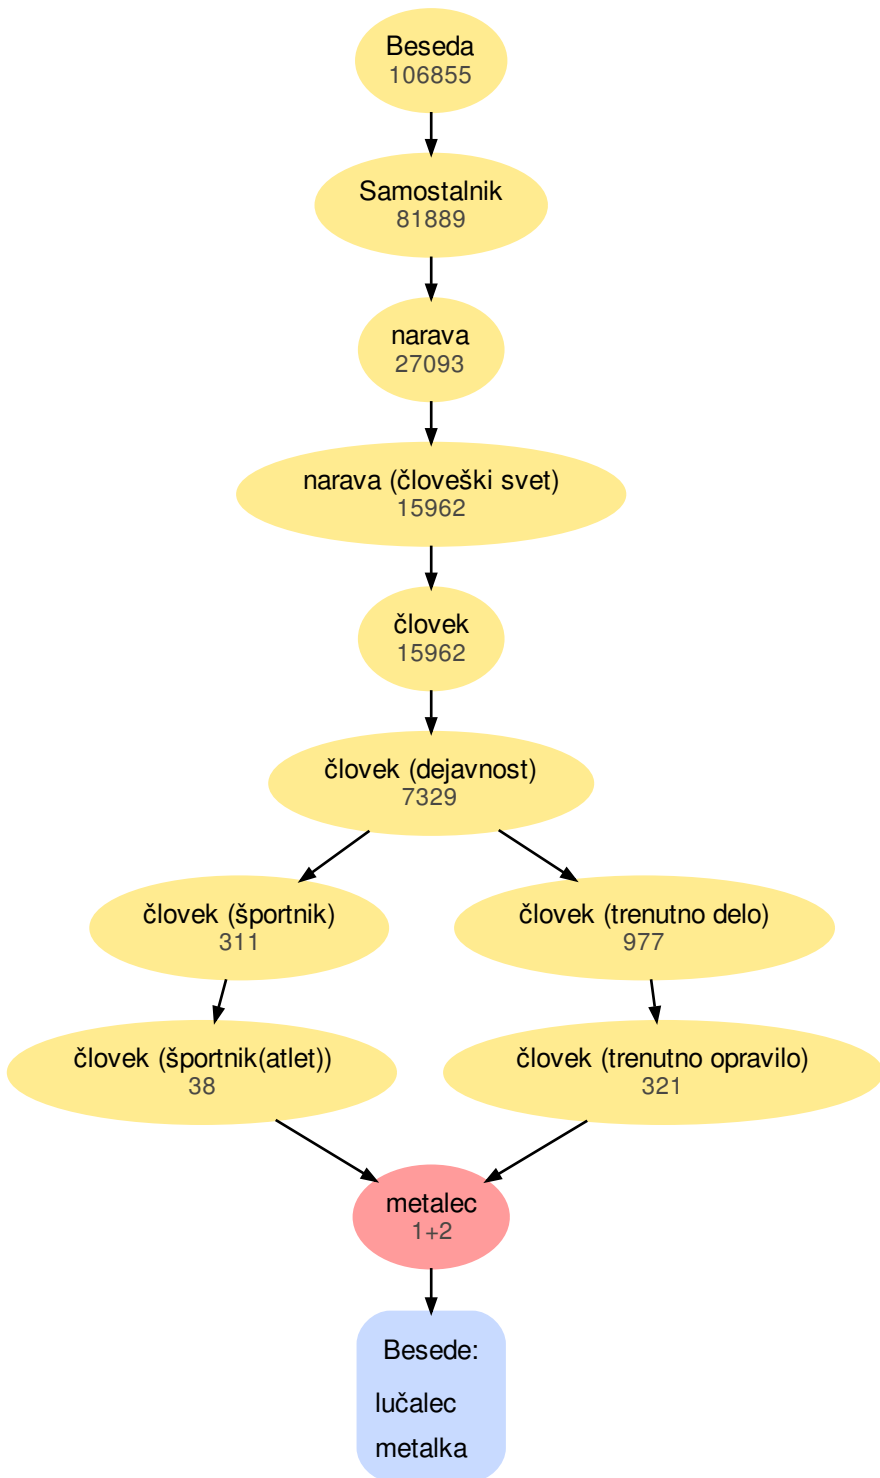 Beseda
106855
Samostalnik
81889
narava
27093
narava (človeški svet)
15962
človek
15962
človek (dejavnost)
7329
človek (športnik)
311
človek (trenutno delo)
977
človek (športnik(atlet))
38
človek (trenutno opravilo)
321
metalec
1+2
Besede:
lučalec
metalka